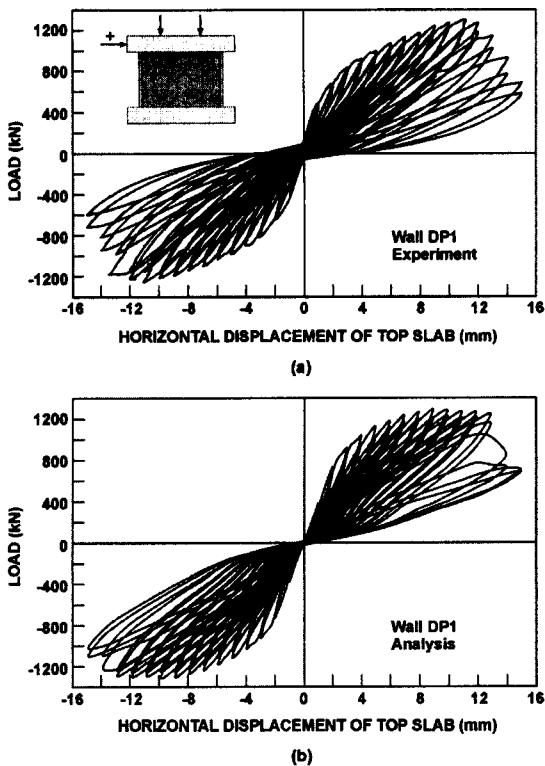 1200
800
400
0
-400
-800
-1200
LOAD (kN)
+
Wall DP1
Experiment
-16 -12 -8 -4 0 4 8 12 16
HORIZONTAL DISPLACEMENT OF TOP SLAB (mm)
(a)
1200
800
400
0
-400
-800
-1200
LOAD (kN)
Wall DP1
Analysis
-16 -12 -8 -4 0 4 8 12 16
HORIZONTAL DISPLACEMENT OF TOP SLAB (mm)
(b)